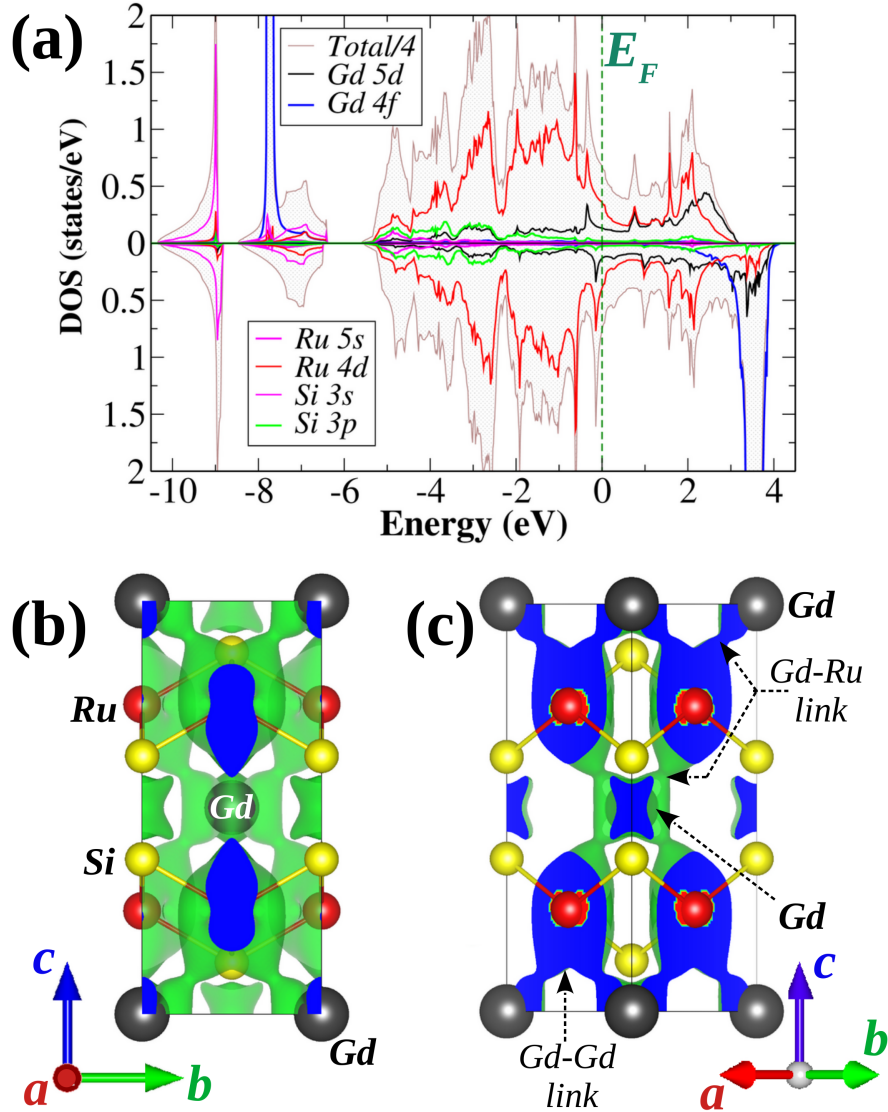 (a)
Total/4
Gd 5d
Gd 4f
E_F
2
1.5
1
0.5
0
0.5
1
1.5
2
DOS (states/eV)
Ru 5s
Ru 4d
Si 3s
Si 3p
-10 -8 -6 -4 -2 0 2 4
Energy (eV)
(b)
Ru
Gd
Si
Gd
c
a
b
(c)
Gd
Gd-Ru
link
Gd
Gd-Gd
link
c
b
a